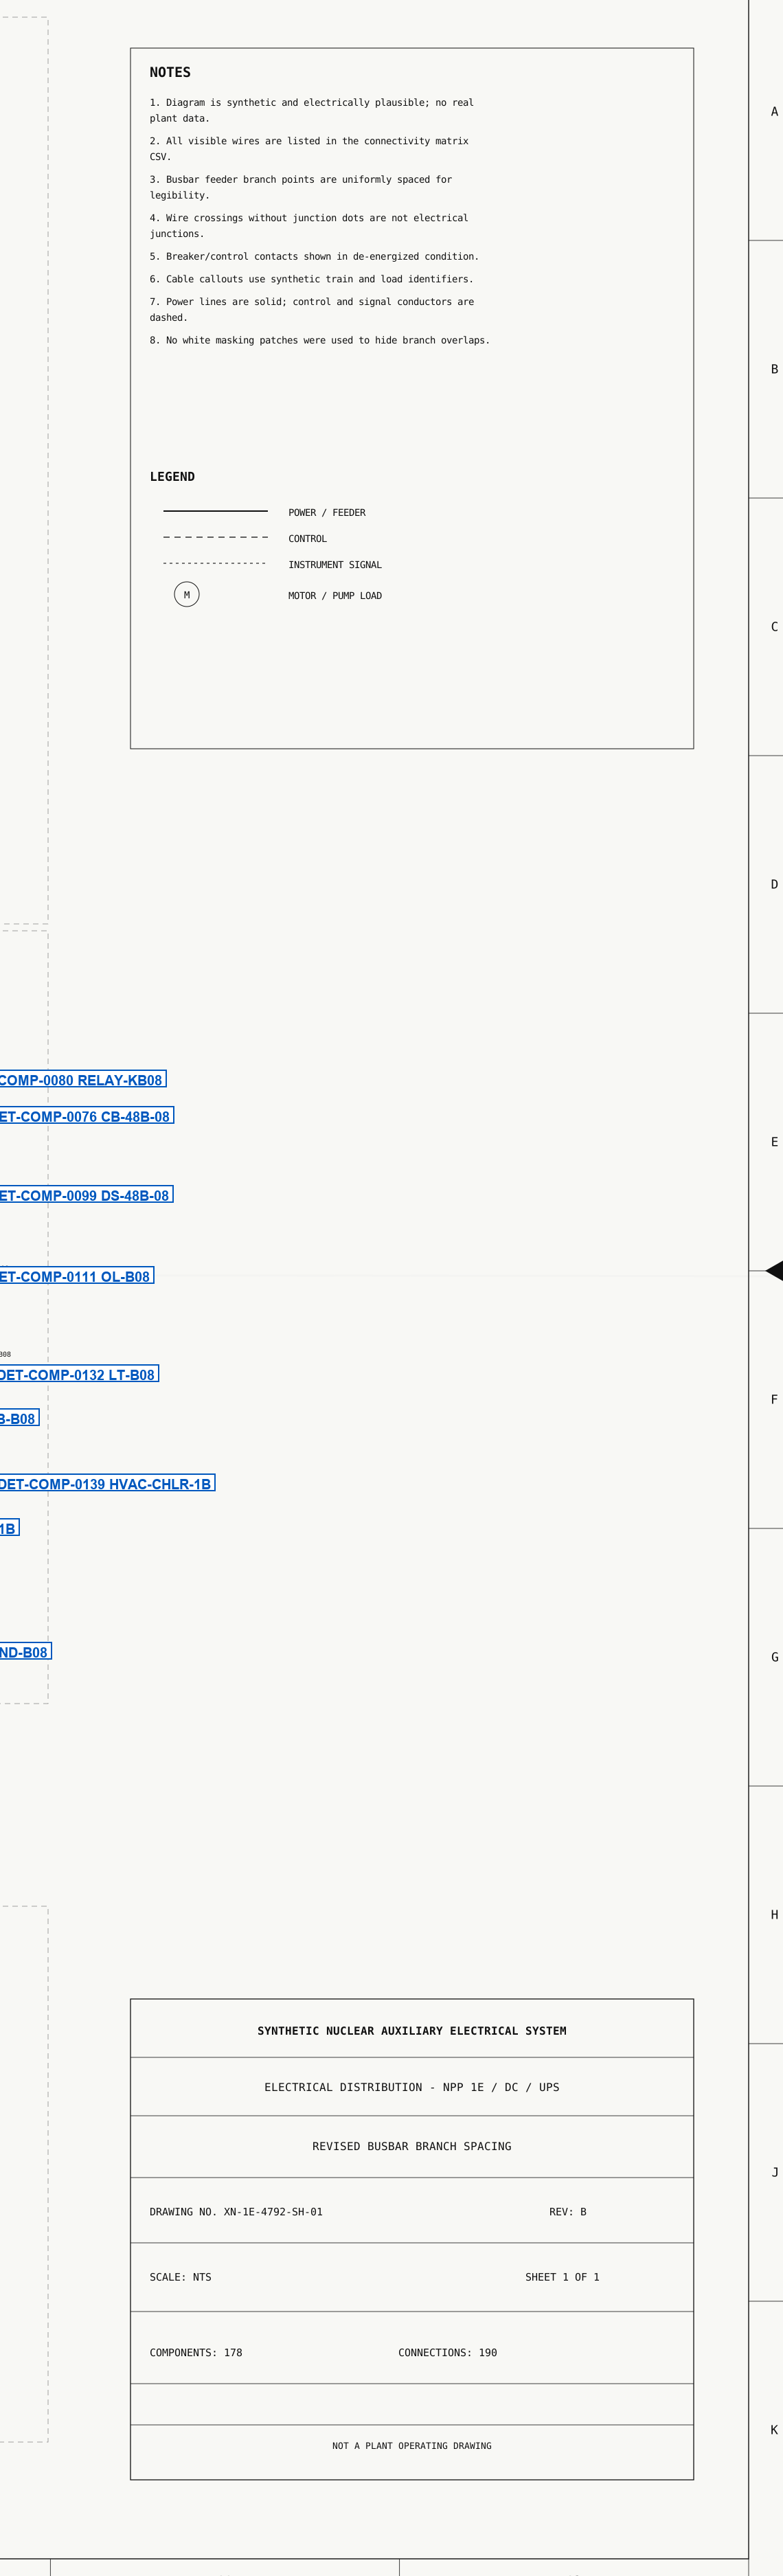 NOTES
1. Diagram is synthetic and electrically plausible; no real
plant data.
2. All visible wires are listed in the connectivity matrix
CSV.
3. Busbar feeder branch points are uniformly spaced for
legibility.
4. Wire crossings without junction dots are not electrical
junctions.
5. Breaker/control contacts shown in de-energized condition.
6. Cable callouts use synthetic train and load identifiers.
7. Power lines are solid; control and signal conductors are
dashed.
8. No white masking patches were used to hide branch overlaps.
LEGEND
POWER / FEEDER
CONTROL
INSTRUMENT SIGNAL
M MOTOR / PUMP LOAD
A
B
C
D
E
F
G
H
J
K
COMP-0080 RELAY-KB08
ET-COMP-0076 CB-48B-08
ET-COMP-0099 DS-48B-08
ET-COMP-0111 OL-B08
B08
DET-COMP-0132 LT-B08
B-B08
DET-COMP-0139 HVAC-CHLR-1B
1B
ND-B08
SYNTHETIC NUCLEAR AUXILIARY ELECTRICAL SYSTEM
ELECTRICAL DISTRIBUTION - NPP 1E / DC / UPS
REVISED BUSBAR BRANCH SPACING
DRAWING NO. XN-1E-4792-SH-01 REV: B
SCALE: NTS SHEET 1 OF 1
COMPONENTS: 178 CONNECTIONS: 190
NOT A PLANT OPERATING DRAWING